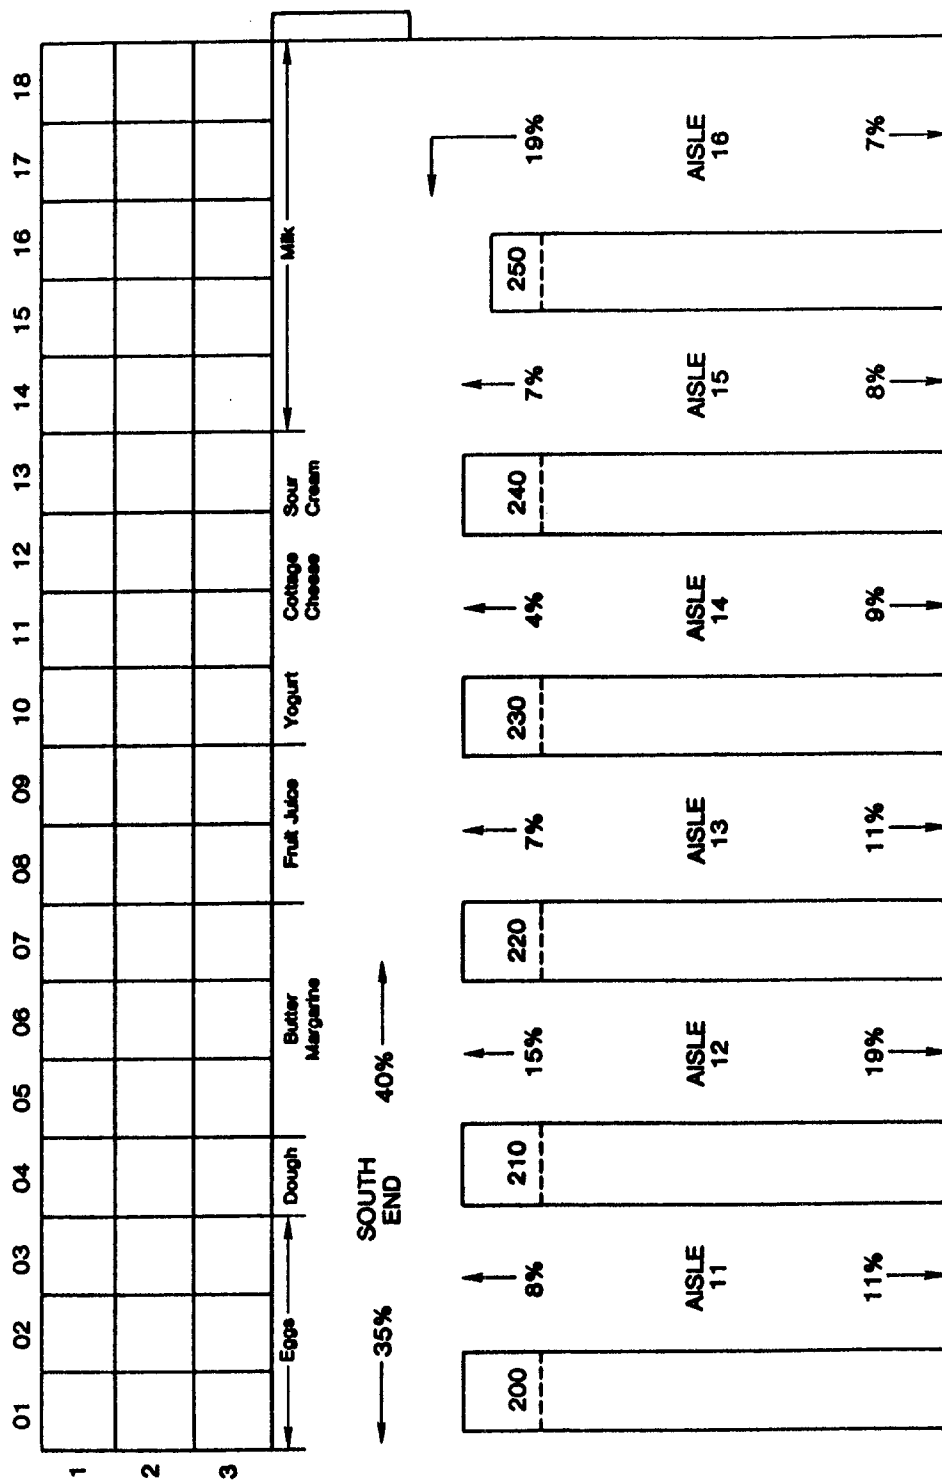 01 02 03 04 05 06 07 08 09 10 11 12 13 14 15 16 17 18
1
2
3
Eggs
Dough
Butter
Margarine
Fruit Juice
Yogurt
Cottage
Cheese
Sour
Cream
Milk
35%
SOUTH
END
40%
200
210
220
230
240
250
8%
15%
7%
4%
7%
19%
AISLE
11
AISLE
12
AISLE
13
AISLE
14
AISLE
15
AISLE
16
11%
19%
11%
9%
8%
7%